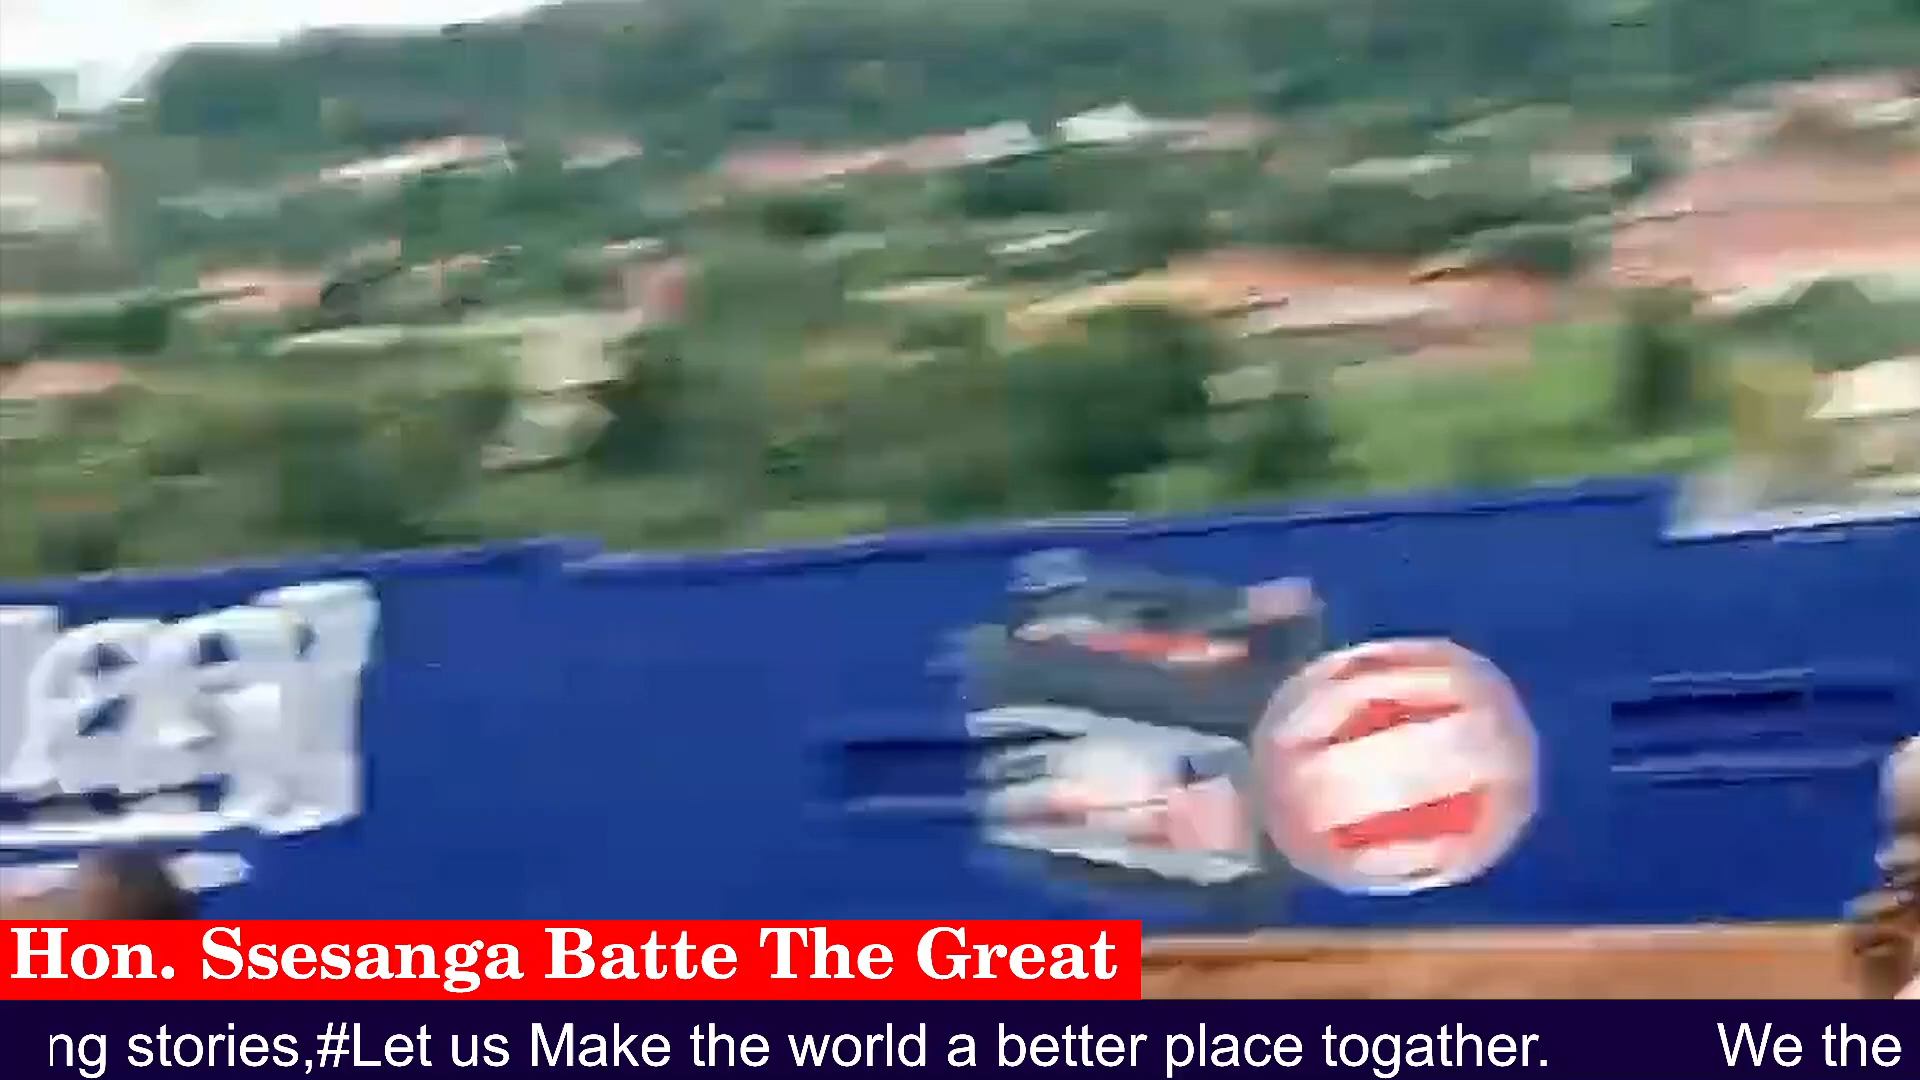 Hon. Ssesanga Batte The Great
ng stories,#Let us Make the world a better place togather. We the